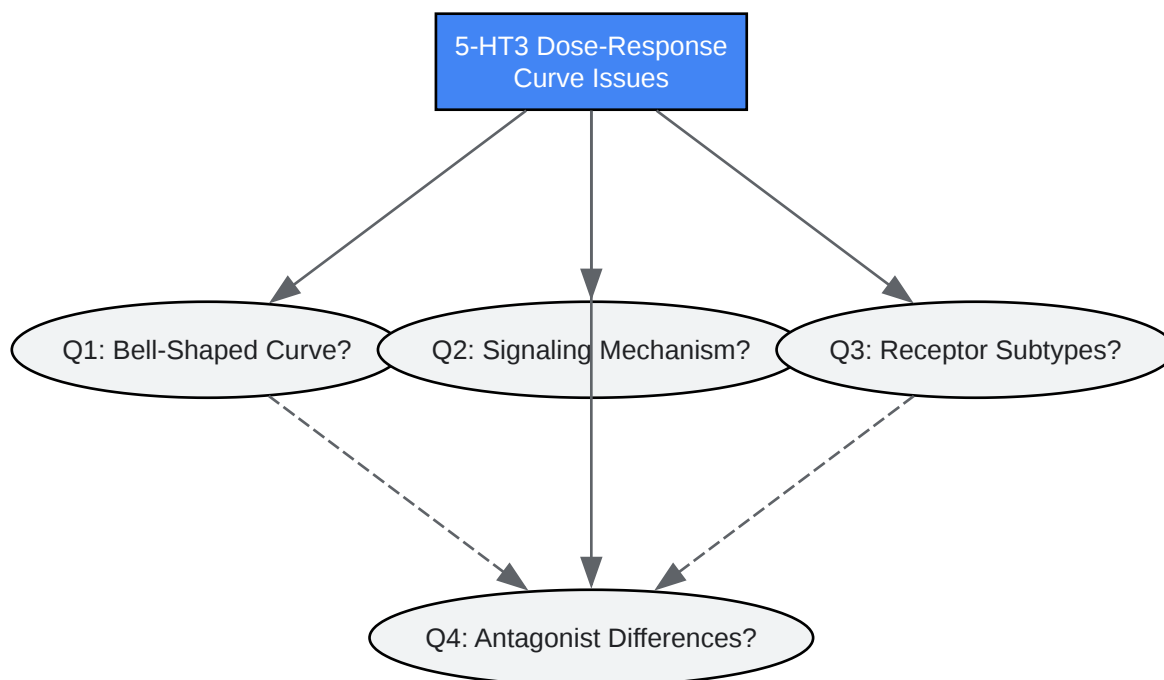 5-HT3 Dose-Response
Curve Issues
Q1: Bell-Shaped Curve?
Q2: Signaling Mechanism?
Q3: Receptor Subtypes?
Q4: Antagonist Differences?